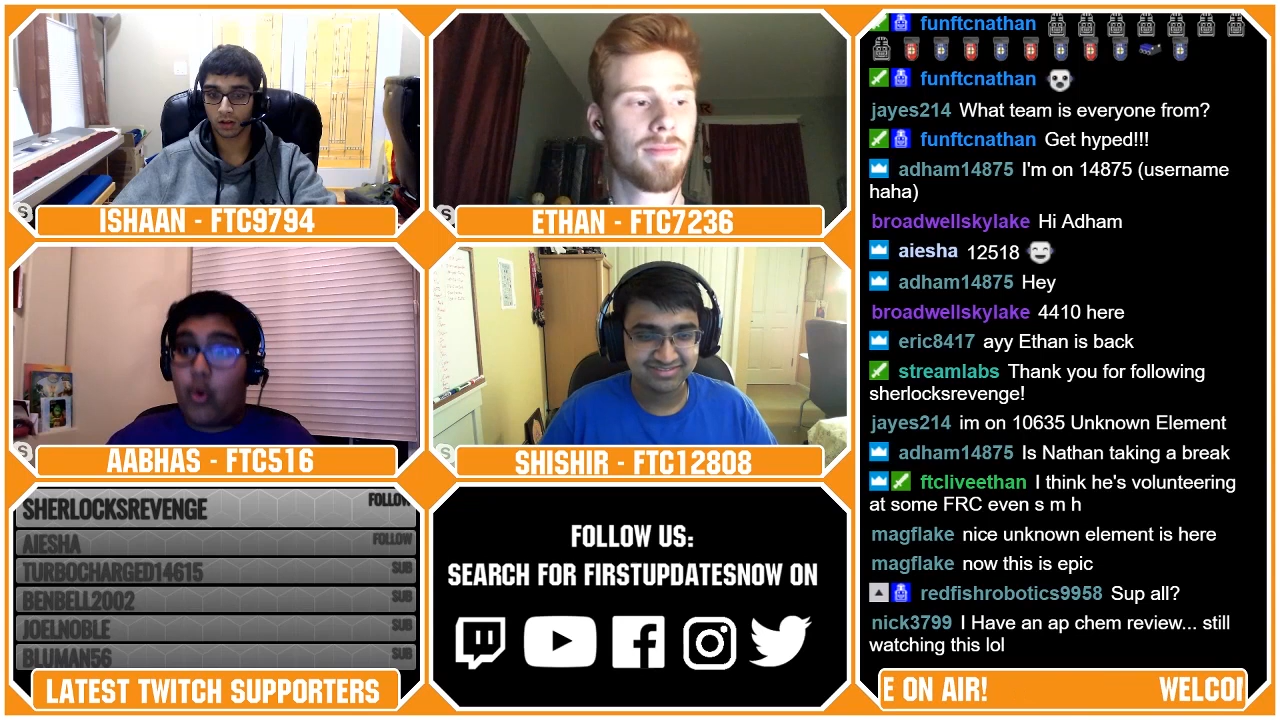 ISHAAN - FTC9794
ETHAN - FTC7236
AABHAS - FTC516
SHISHIR - FTC12808
SHERLOCKSREVENGE FOLLOW
AIESHA FOLLOW
TURBOCHARGED14615 SUB
BENBELL2002 SUB
JOELNOBLE SUB
BLUMAN56 SUB
LATEST TWITCH SUPPORTERS
FOLLOW US:
SEARCH FOR FIRSTUPDATESNOW ON
funftcnathan
funftcnathan
jayes214 What team is everyone from?
funftcnathan Get hyped!!!
adham14875 I'm on 14875 (username
haha)
broadwellskylake Hi Adham
aiesha 12518
adham14875 Hey
broadwellskylake 4410 here
eric8417 ayy Ethan is back
streamlabs Thank you for following
sherlocksrevenge!
jayes214 im on 10635 Unknown Element
adham14875 Is Nathan taking a break
ftcliveethan I think he's volunteering
at some FRC even s m h
magflake nice unknown element is here
magflake now this is epic
redfishrobotics9958 Sup all?
nick3799 I Have an ap chem review... still
watching this lol
E ON AIR! WELCO